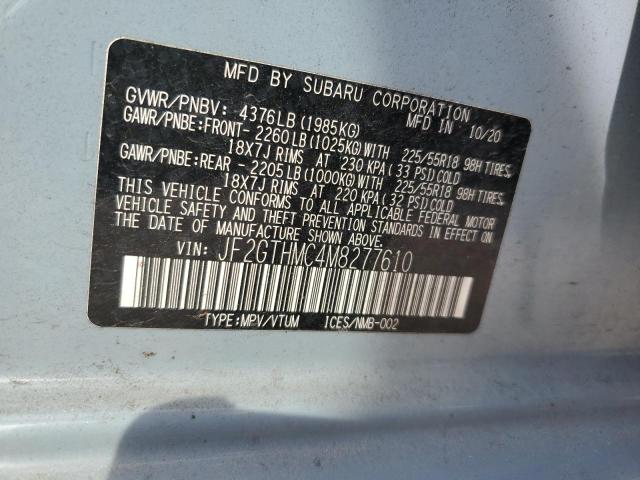 MFD BY SUBARU CORPORATION
GVWR/PNBV: 4376LB (1985KG) MFD IN 10/20
GAWR/PNBE:FRONT- 2260LB (1025KG) WITH 225/55R18 98H TIRES,
18X7J RIMS AT 230 KPA ( 33 PSI) COLD
GAWR/PNBE:REAR -2205LB (1000KG) WITH 225/55R18 98H TIRES,
18X7J RIMS AT 220 KPA ( 32 PSI) COLD
THIS VEHICLE CONFORMS TO ALL APPLICABLE FEDERAL MOTOR
VEHICLE SAFETY AND THEFT PREVENTION STANDARDS IN EFFECT ON
THE DATE OF MANUFACTURE SHOWN ABOVE.
VIN: JF2GTHMC4M8277610
TYPE:MPV/VTUM ICES/NMB-002